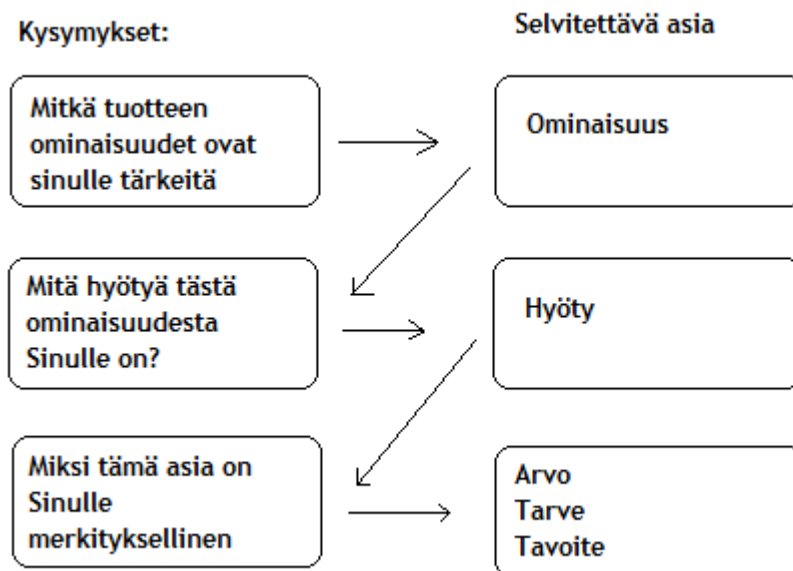 Kysymykset:
Selvitettävä asia
Mitkä tuotteen
ominaisuudet ovat
sinulle tärkeitä
Ominaisuus
Mitä hyötyä tästä
ominaisuudesta
Sinulle on?
Hyöty
Miksi tämä asia on
Sinulle
merkityksellinen
Arvo
Tarve
Tavoite